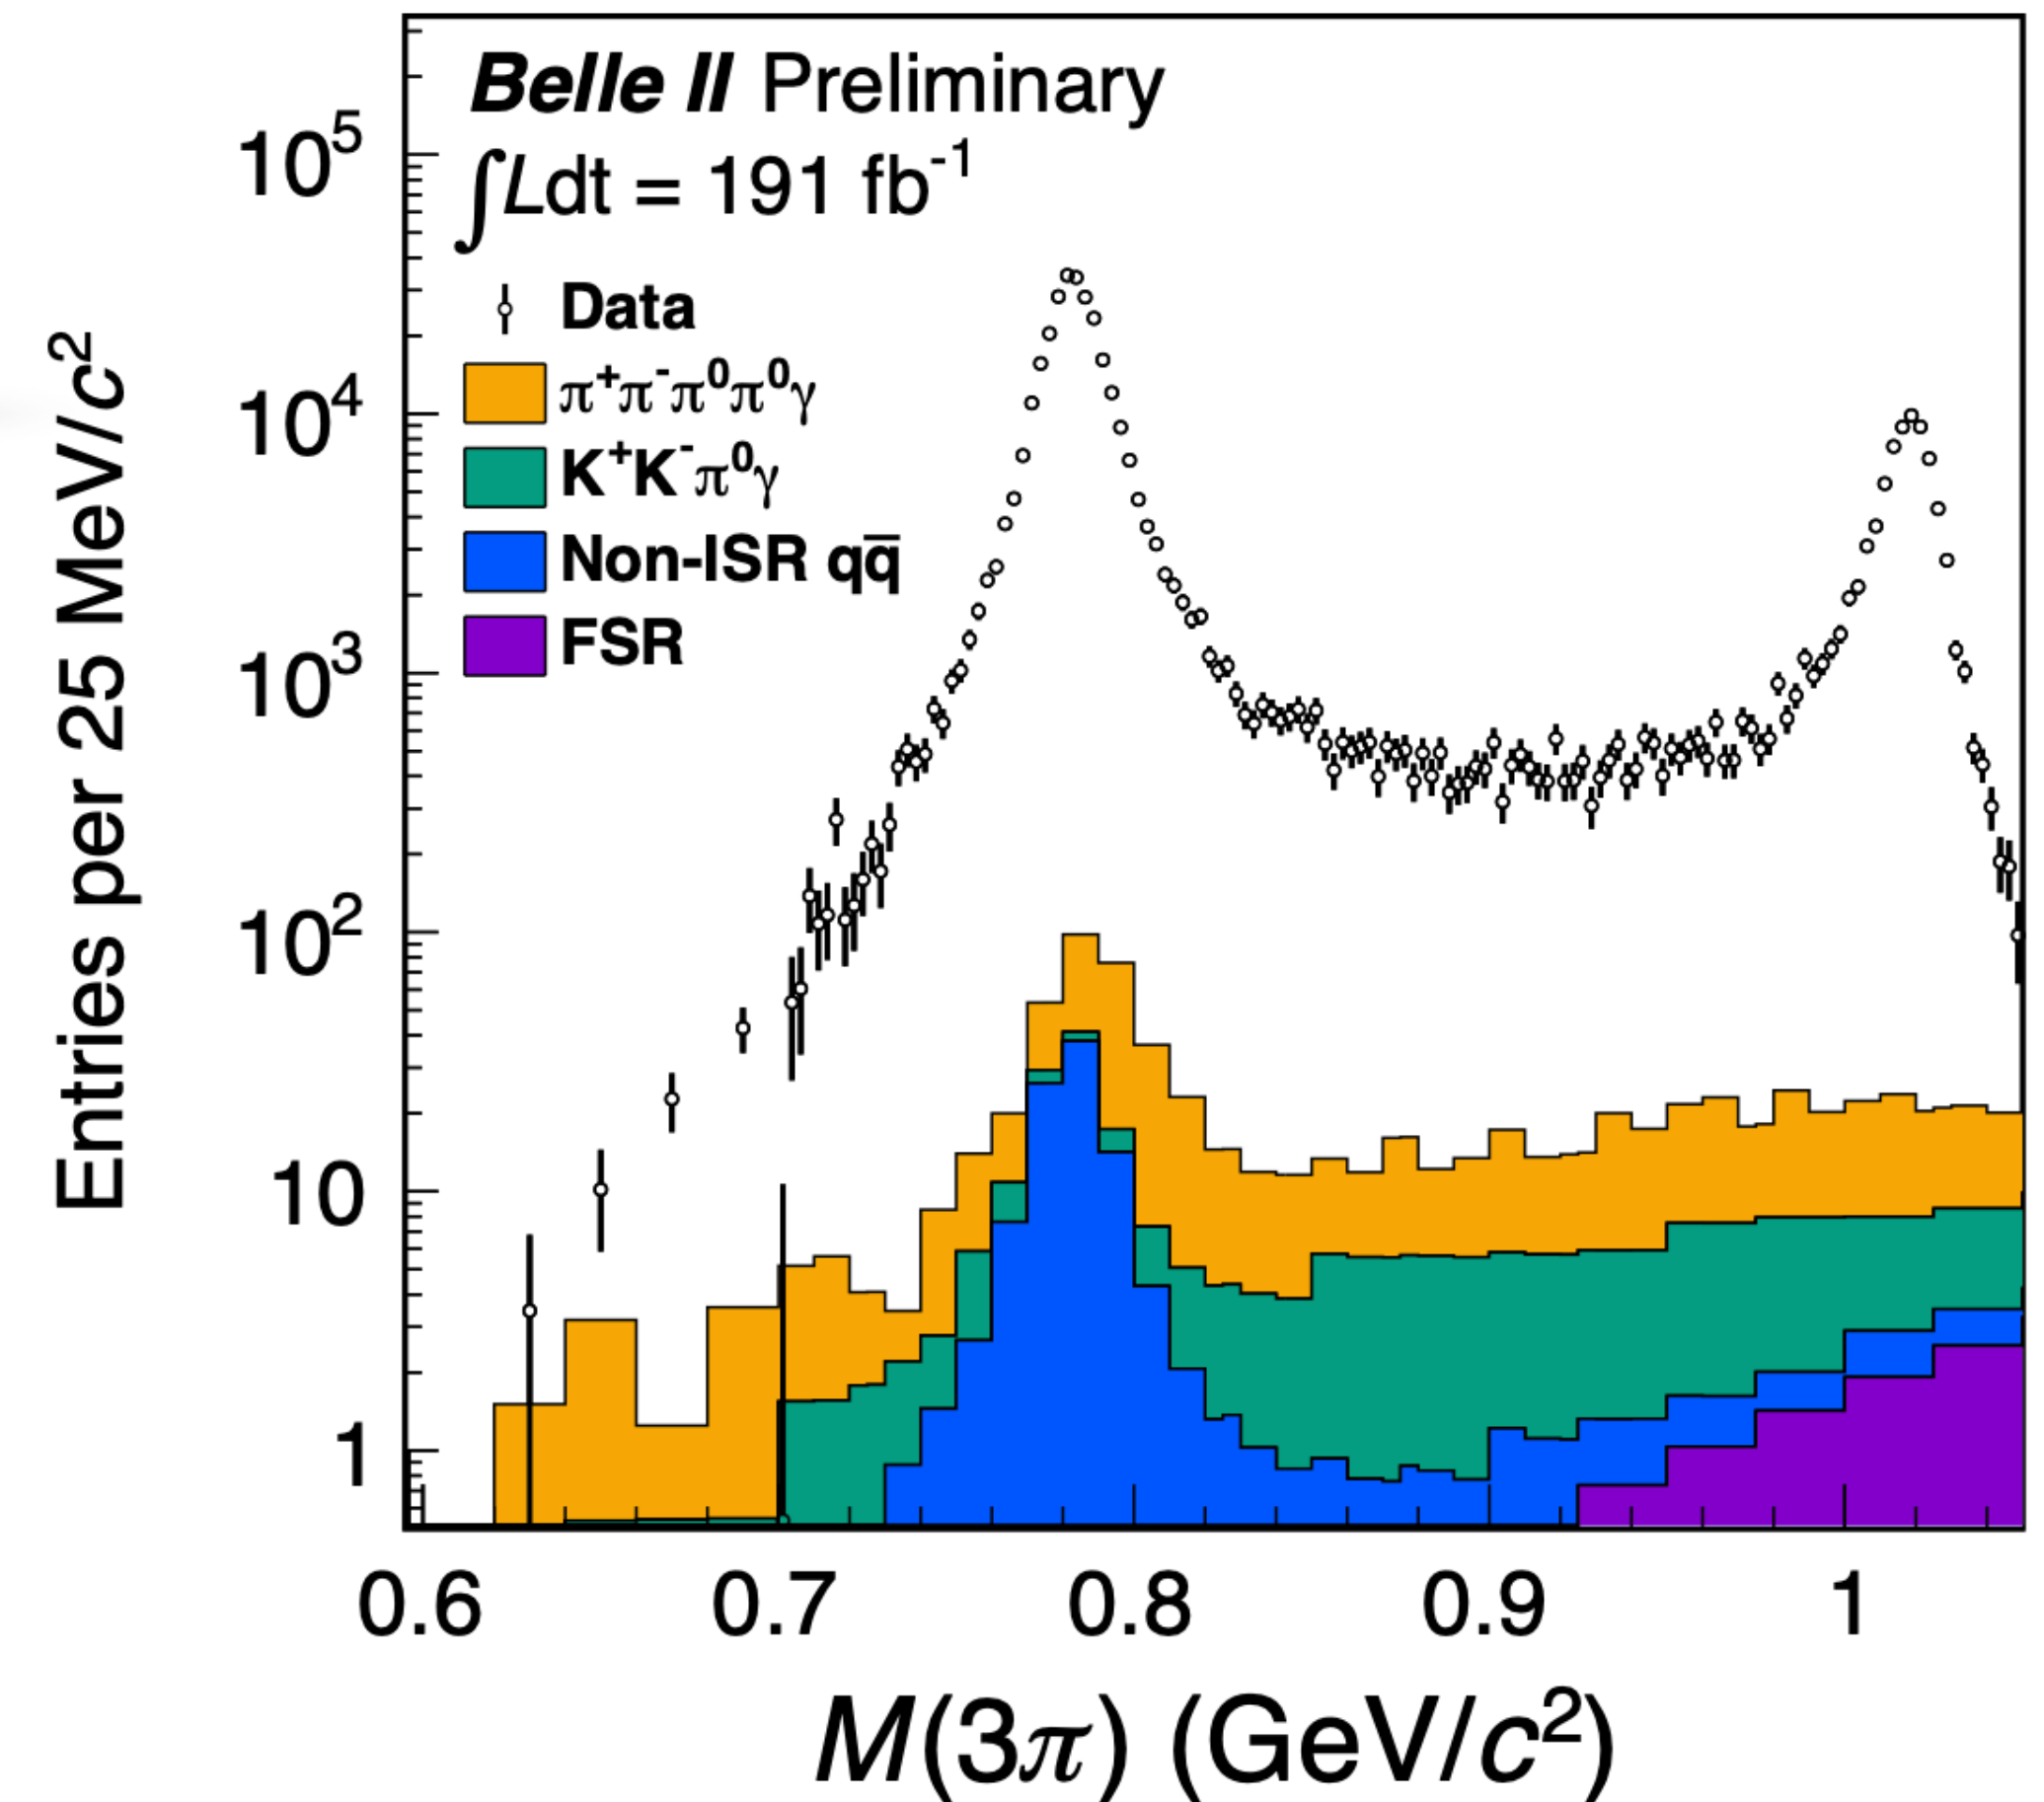 Belle II Preliminary
∫Ldt = 191 fb⁻¹
Data
π⁺π⁻π⁰π⁰γ
K⁺K⁻π⁰γ
Non-ISR qq̅
FSR
Entries per 25 MeV/c²
10⁵
10⁴
10³
10²
10
1
0.6 0.7 0.8 0.9 1
M(3π) (GeV/c²)